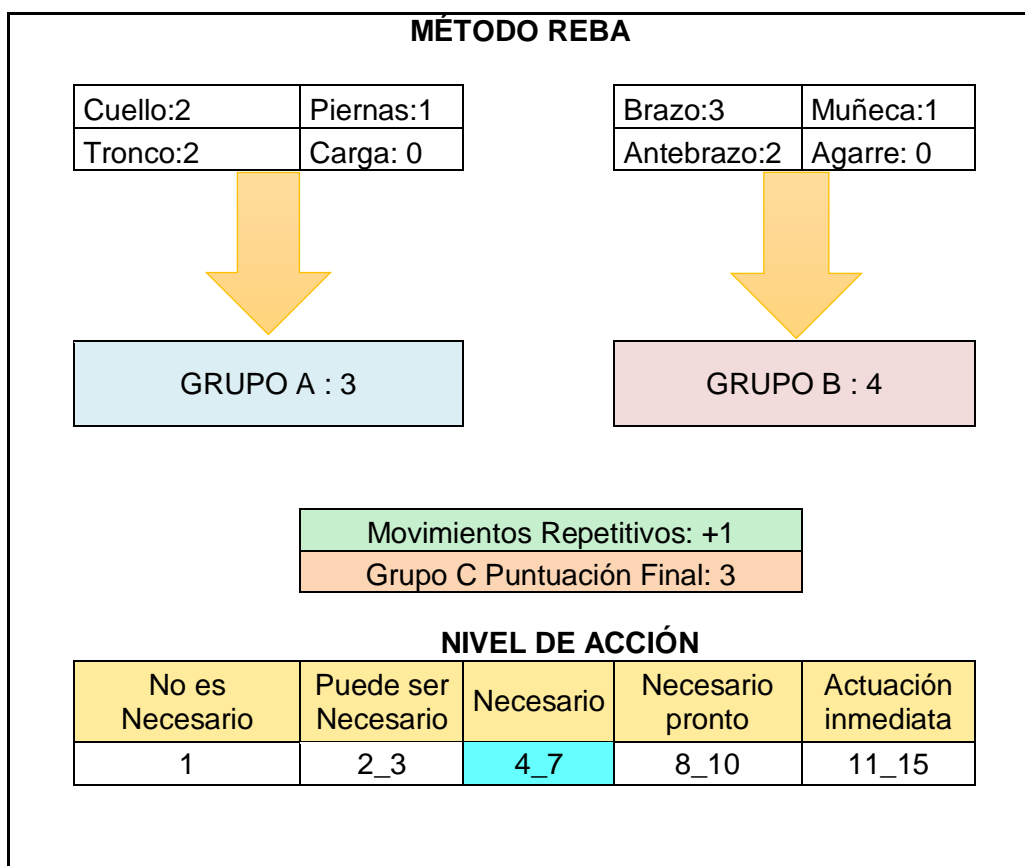 MÉTODO REBA
Cuello:2 Piernas:1
Tronco:2 Carga: 0
Brazo:3 Muñeca:1
Antebrazo:2 Agarre: 0
GRUPO A : 3
GRUPO B : 4
Movimientos Repetitivos: +1
Grupo C Puntuación Final: 3
NIVEL DE ACCIÓN
No es
Necesario
Puede ser
Necesario
Necesario
Necesario
pronto
Actuación
inmediata
1 2_3 4_7 8_10 11_15